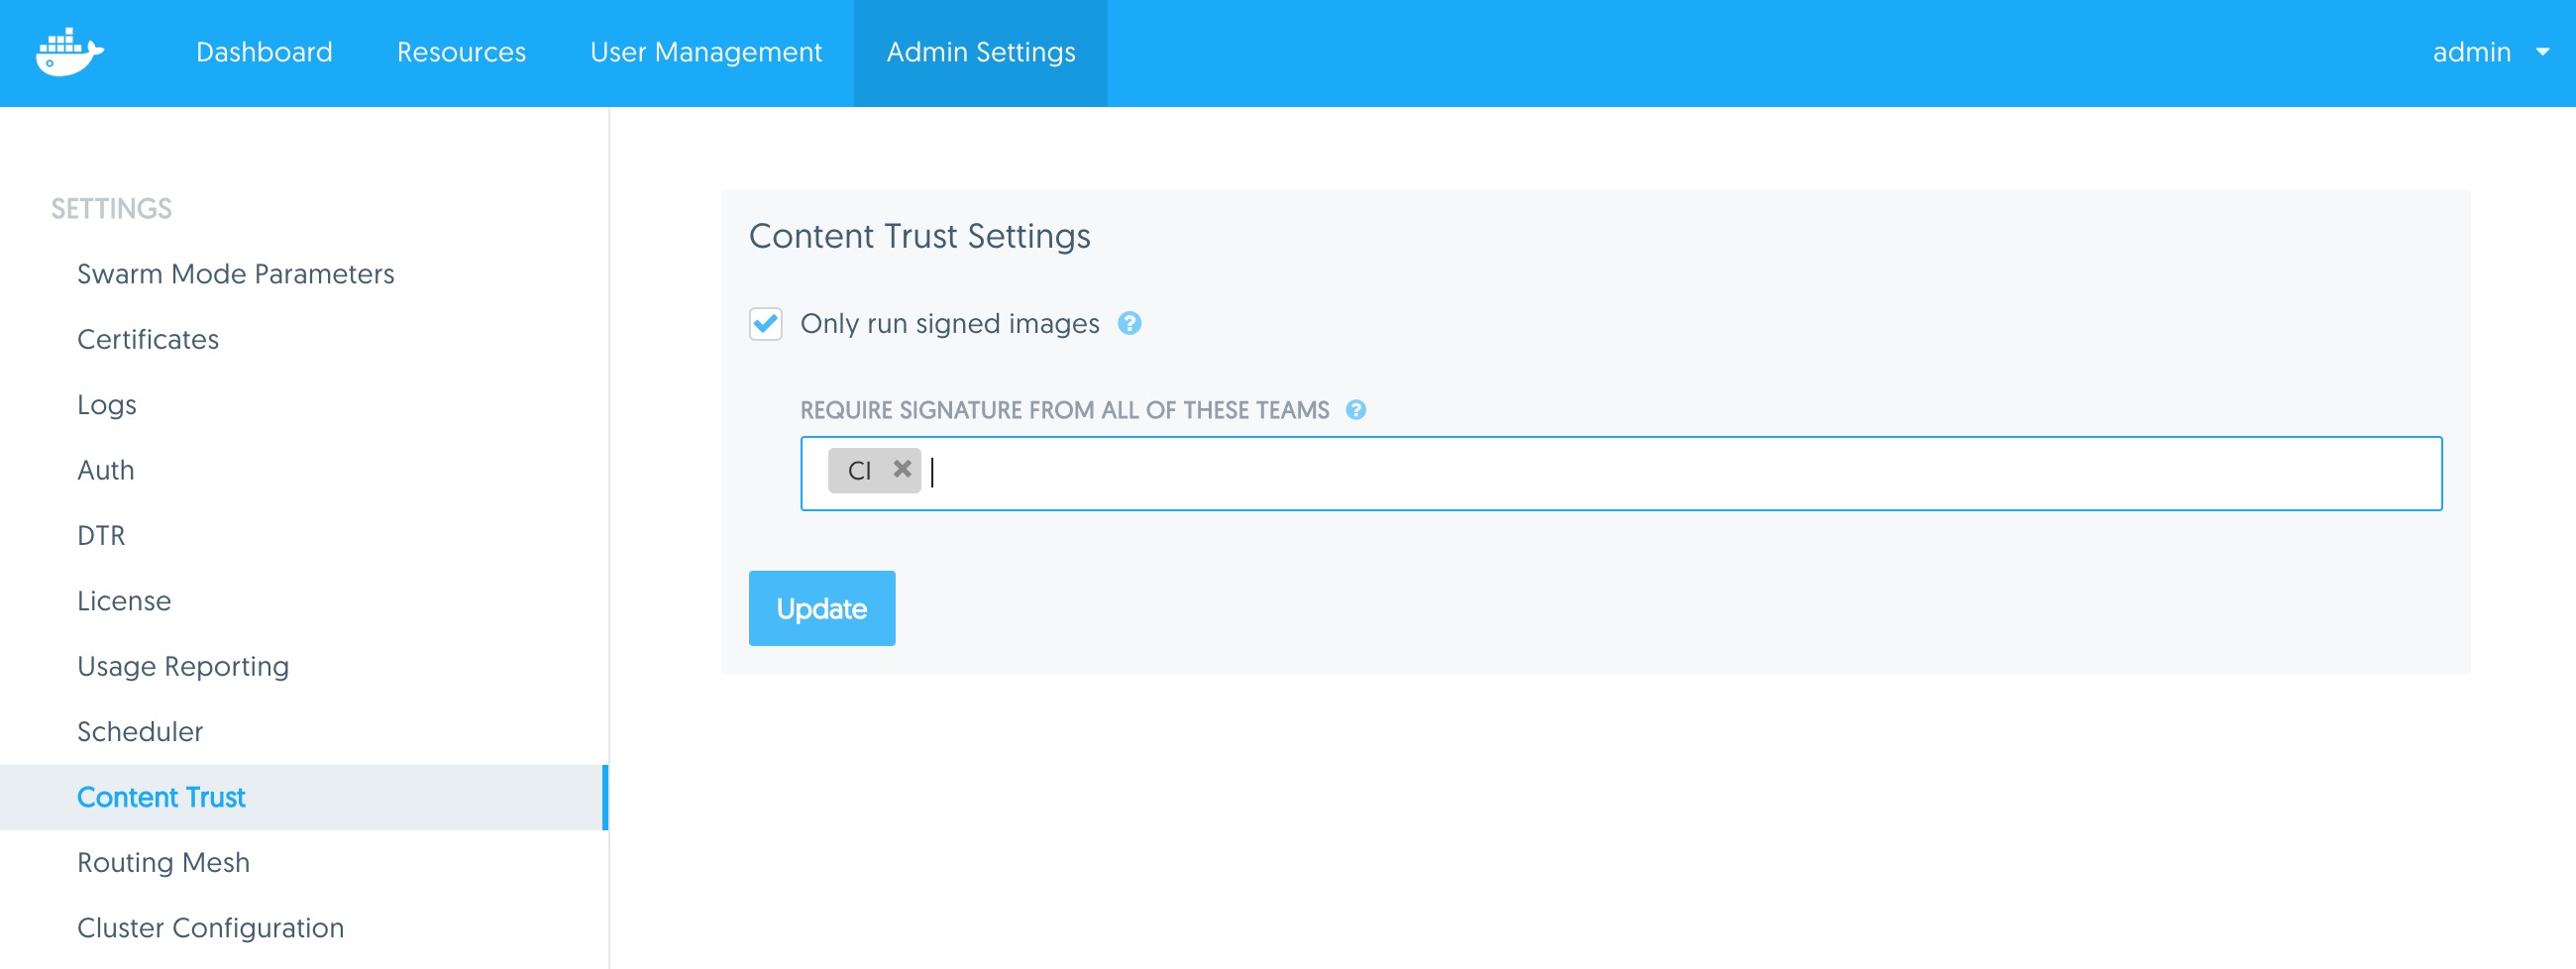 Dashboard Resources User Management Admin Settings admin
SETTINGS
Swarm Mode Parameters
Certificates
Logs
Auth
DTR
License
Usage Reporting
Scheduler
Content Trust
Routing Mesh
Cluster Configuration
Content Trust Settings
Only run signed images ?
REQUIRE SIGNATURE FROM ALL OF THESE TEAMS ?
CI ×
Update